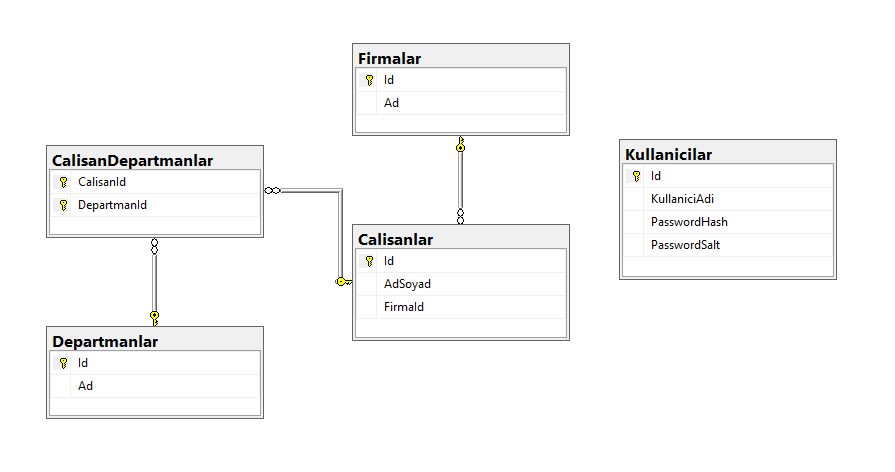 Firmalar
Id
Ad
CalisanDepartmanlar
CalisanId
DepartmanId
Kullanicilar
Id
KullaniciAdi
PasswordHash
PasswordSalt
Calisanlar
Id
AdSoyad
FirmaId
Departmanlar
Id
Ad